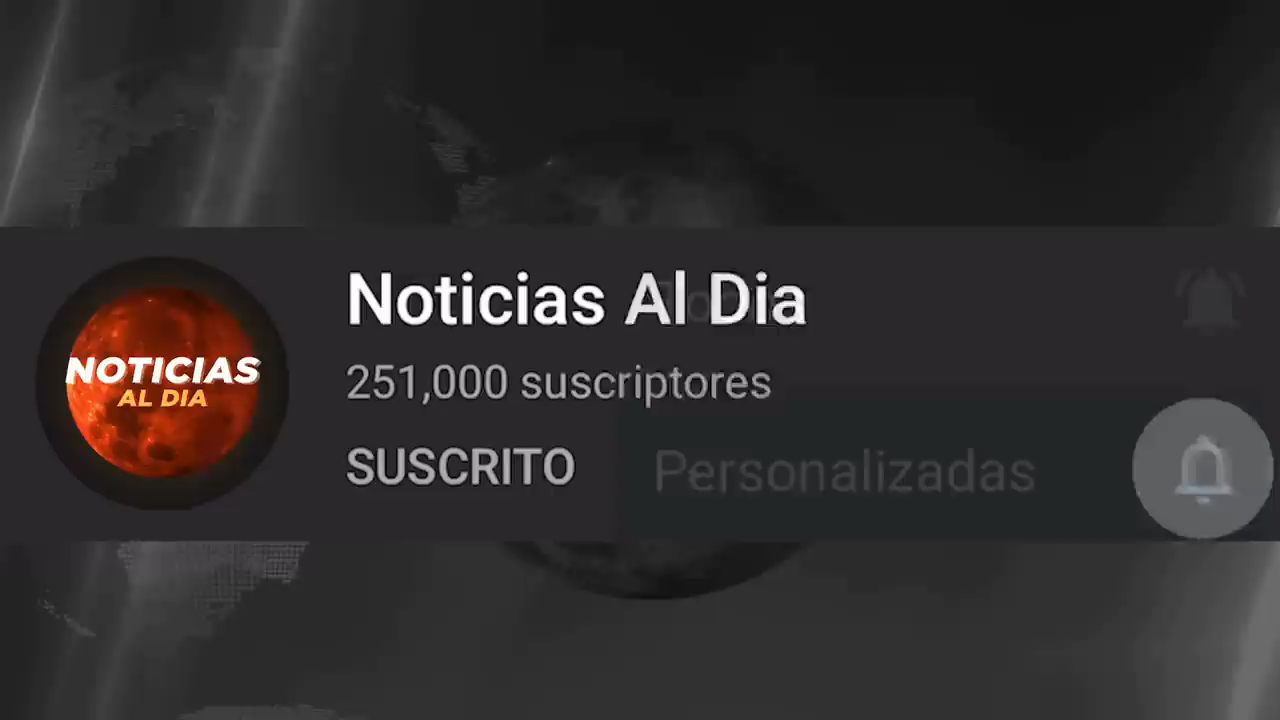 Noticias Al Dia
251,000 suscriptores
NOTICIAS
AL DIA
SUSCRITO
Personalizadas